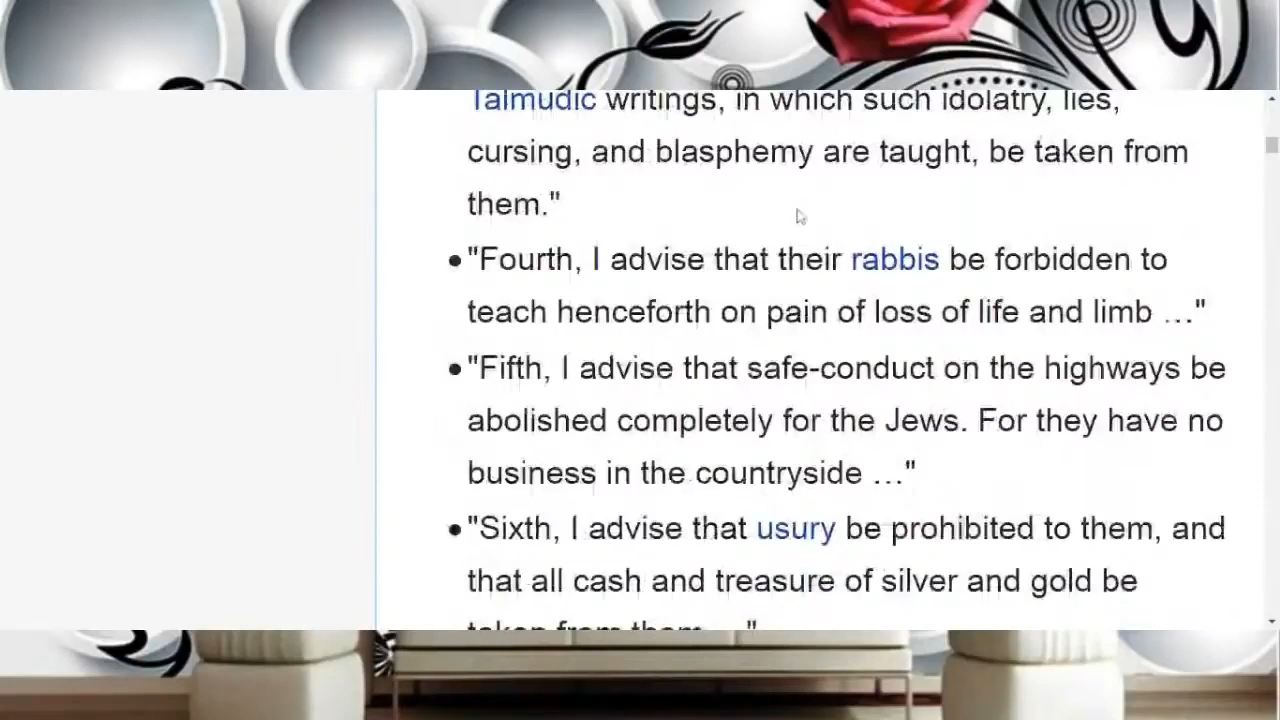 Talmudic writings, in which such idolatry, lies,
cursing, and blasphemy are taught, be taken from
them."
• "Fourth, I advise that their rabbis be forbidden to
teach henceforth on pain of loss of life and limb …"
• "Fifth, I advise that safe-conduct on the highways be
abolished completely for the Jews. For they have no
business in the countryside …"
• "Sixth, I advise that usury be prohibited to them, and
that all cash and treasure of silver and gold be
taken from them …"